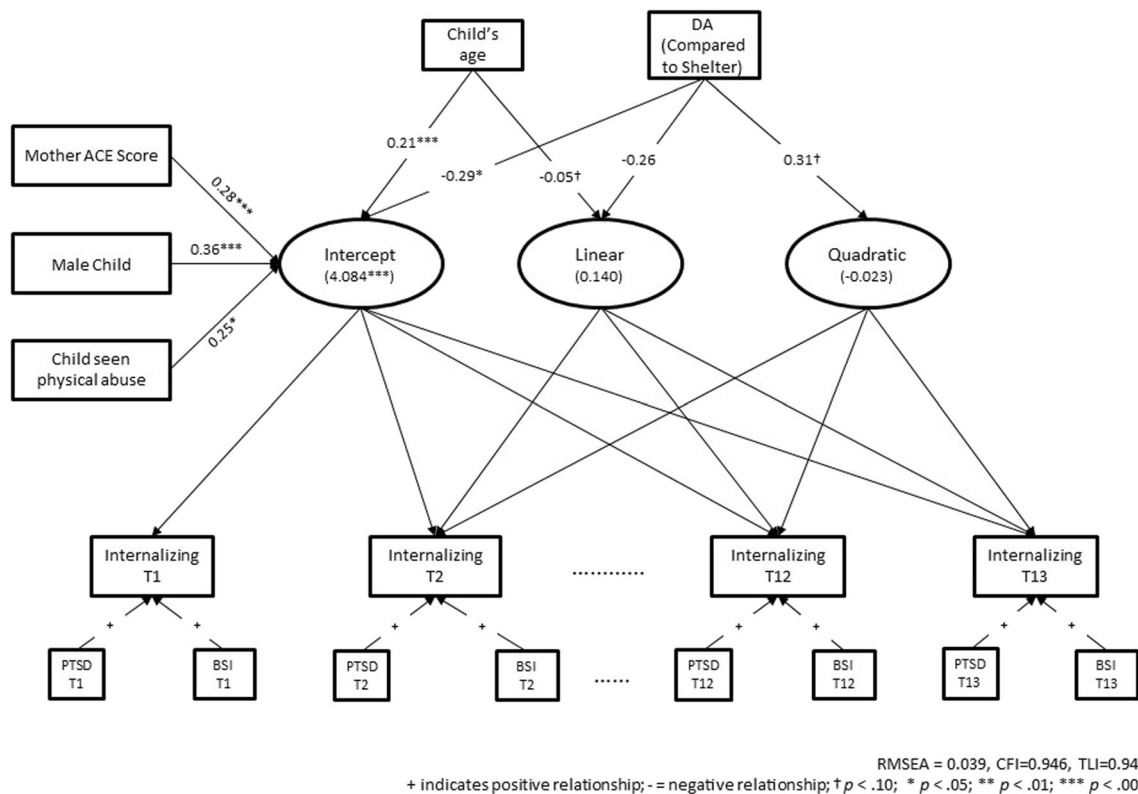 Child's
age
DA
(Compared
to Shelter)
Mother ACE Score
0.28***
0.21***
-0.29*
-0.05†
-0.26
0.31†
Male Child
0.36***
Intercept
(4.084***)
Linear
(0.140)
Quadratic
(-0.023)
Child seen
physical abuse
0.25*
Internalizing
T1
Internalizing
T2
............
Internalizing
T12
Internalizing
T13
+
+
+
+
+
+
+
+
PTSD
T1
BSI
T1
PTSD
T2
BSI
T2
......
PTSD
T12
BSI
T12
PTSD
T13
BSI
T13
RMSEA = 0.039, CFI=0.946, TLI=0.94
+ indicates positive relationship; - = negative relationship; † p < .10; * p < .05; ** p < .01; *** p < .00